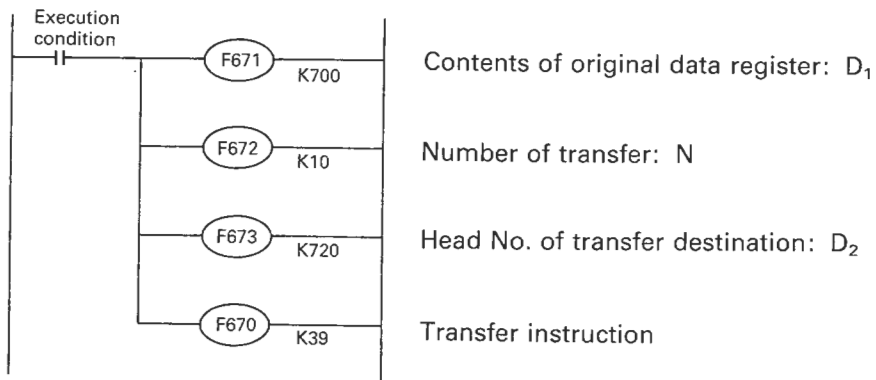 Execution
condition
F671
K700
Contents of original data register: D₁
F672
K10
Number of transfer: N
F673
K720
Head No. of transfer destination: D₂
F670
K39
Transfer instruction